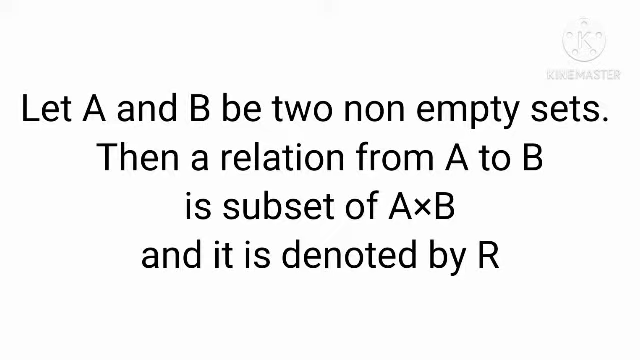 KINEMASTER
Let A and B be two non empty sets.
Then a relation from A to B
is subset of A×B
and it is denoted by R